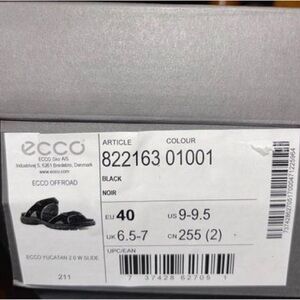 ecco
ECCO Sko A/S
Industrivej 5, 6261 Bredebro, Denmark
www.ecco.com
ECCO OFFROAD
ECCO YUCATAN 2.0 W SLIDE
211
ARTICLE COLOUR
822163 01001
BLACK
NOIR
EU 40 US 9-9.5
UK 6.5-7 CN 255 (2)
UPC/EAN
7 37428 62705 1